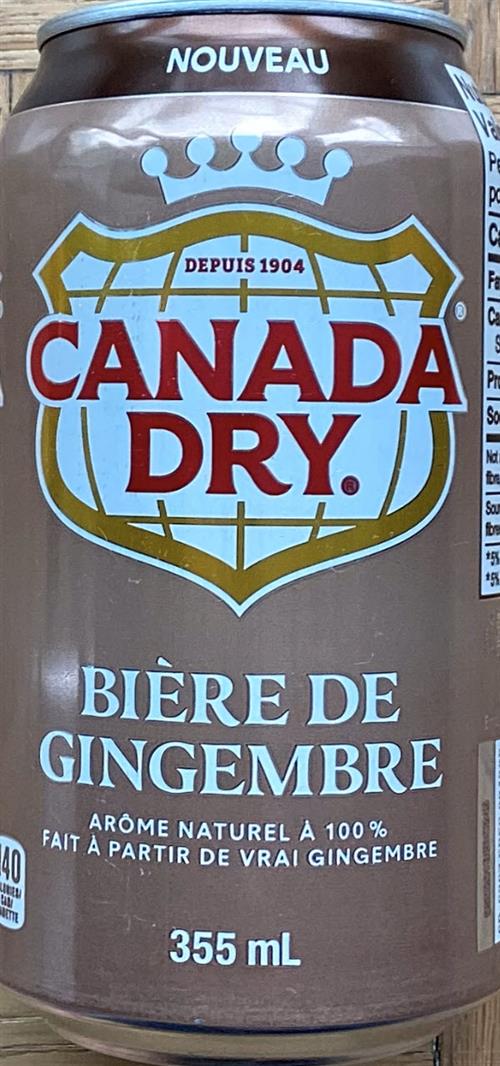 NOUVEAU
DEPUIS 1904
CANADA
DRY
BIÈRE DE
GINGEMBRE
ARÔME NATUREL À 100 %
FAIT À PARTIR DE VRAI GINGEMBRE
355 mL